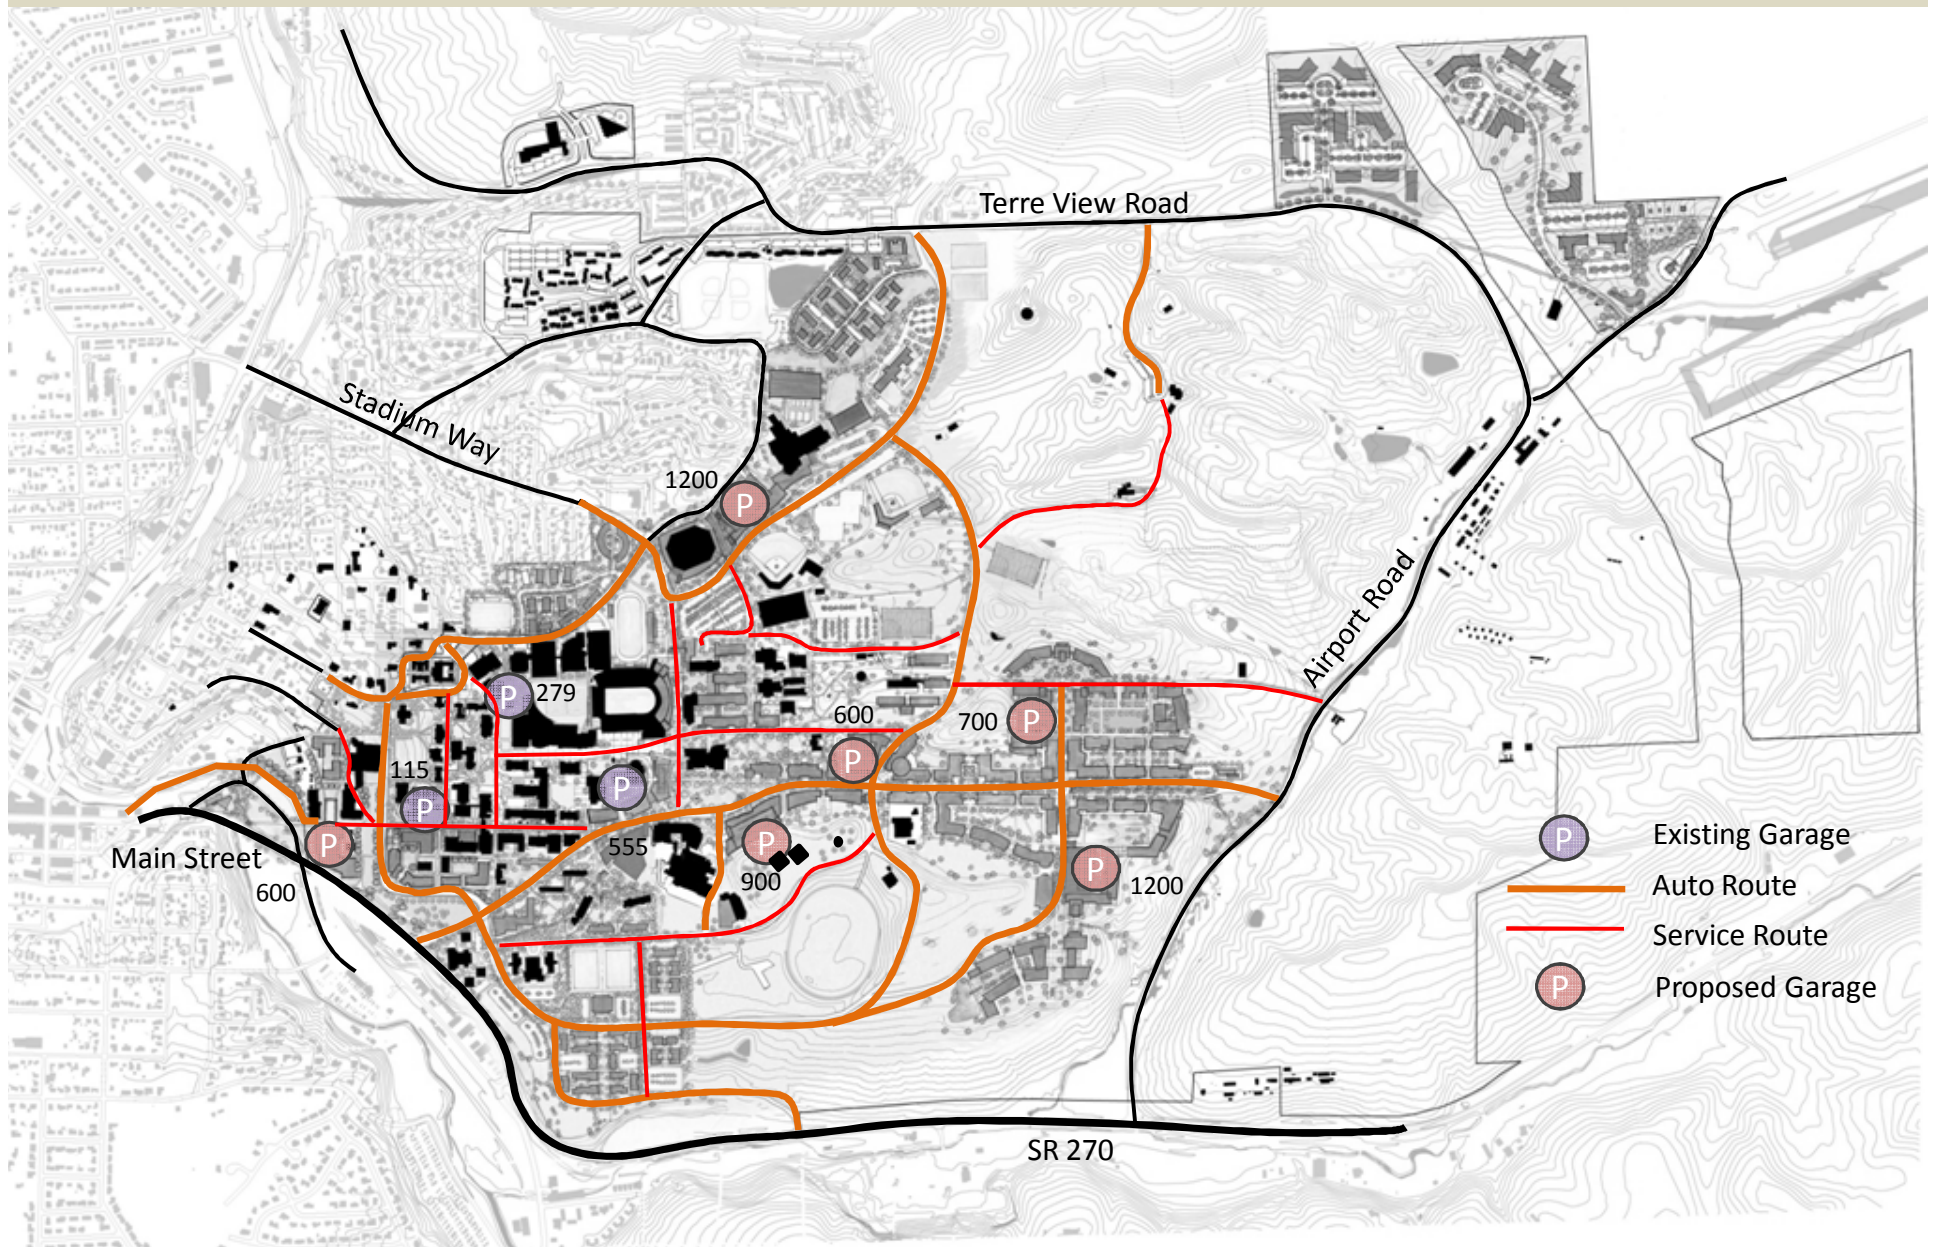 Terre View Road
Stadium Way
1200
P
Airport Road
P
279
600
700
P
P
115
P
P
Main Street
P
600
555
P
900
P
1200
P
Existing Garage
Auto Route
Service Route
P
Proposed Garage
SR 270